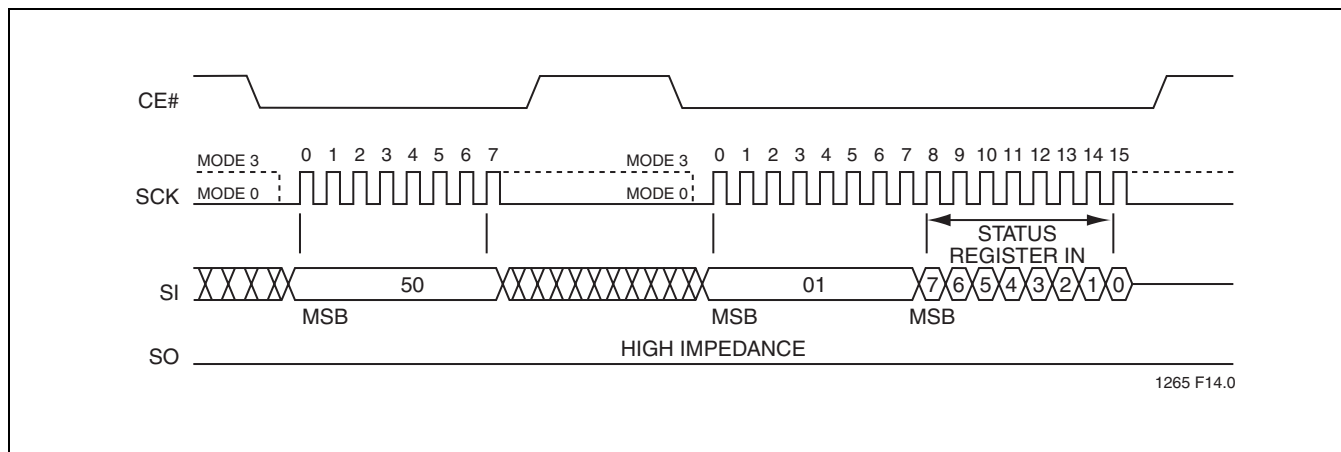 CE#
0 1 2 3 4 5 6 7 0 1 2 3 4 5 6 7 8 9 10 11 12 13 14 15
MODE 3 MODE 3
SCK MODE 0 MODE 0
STATUS
REGISTER IN
SI 50 01 7 6 5 4 3 2 1 0
MSB MSB MSB
HIGH IMPEDANCE
SO
1265 F14.0